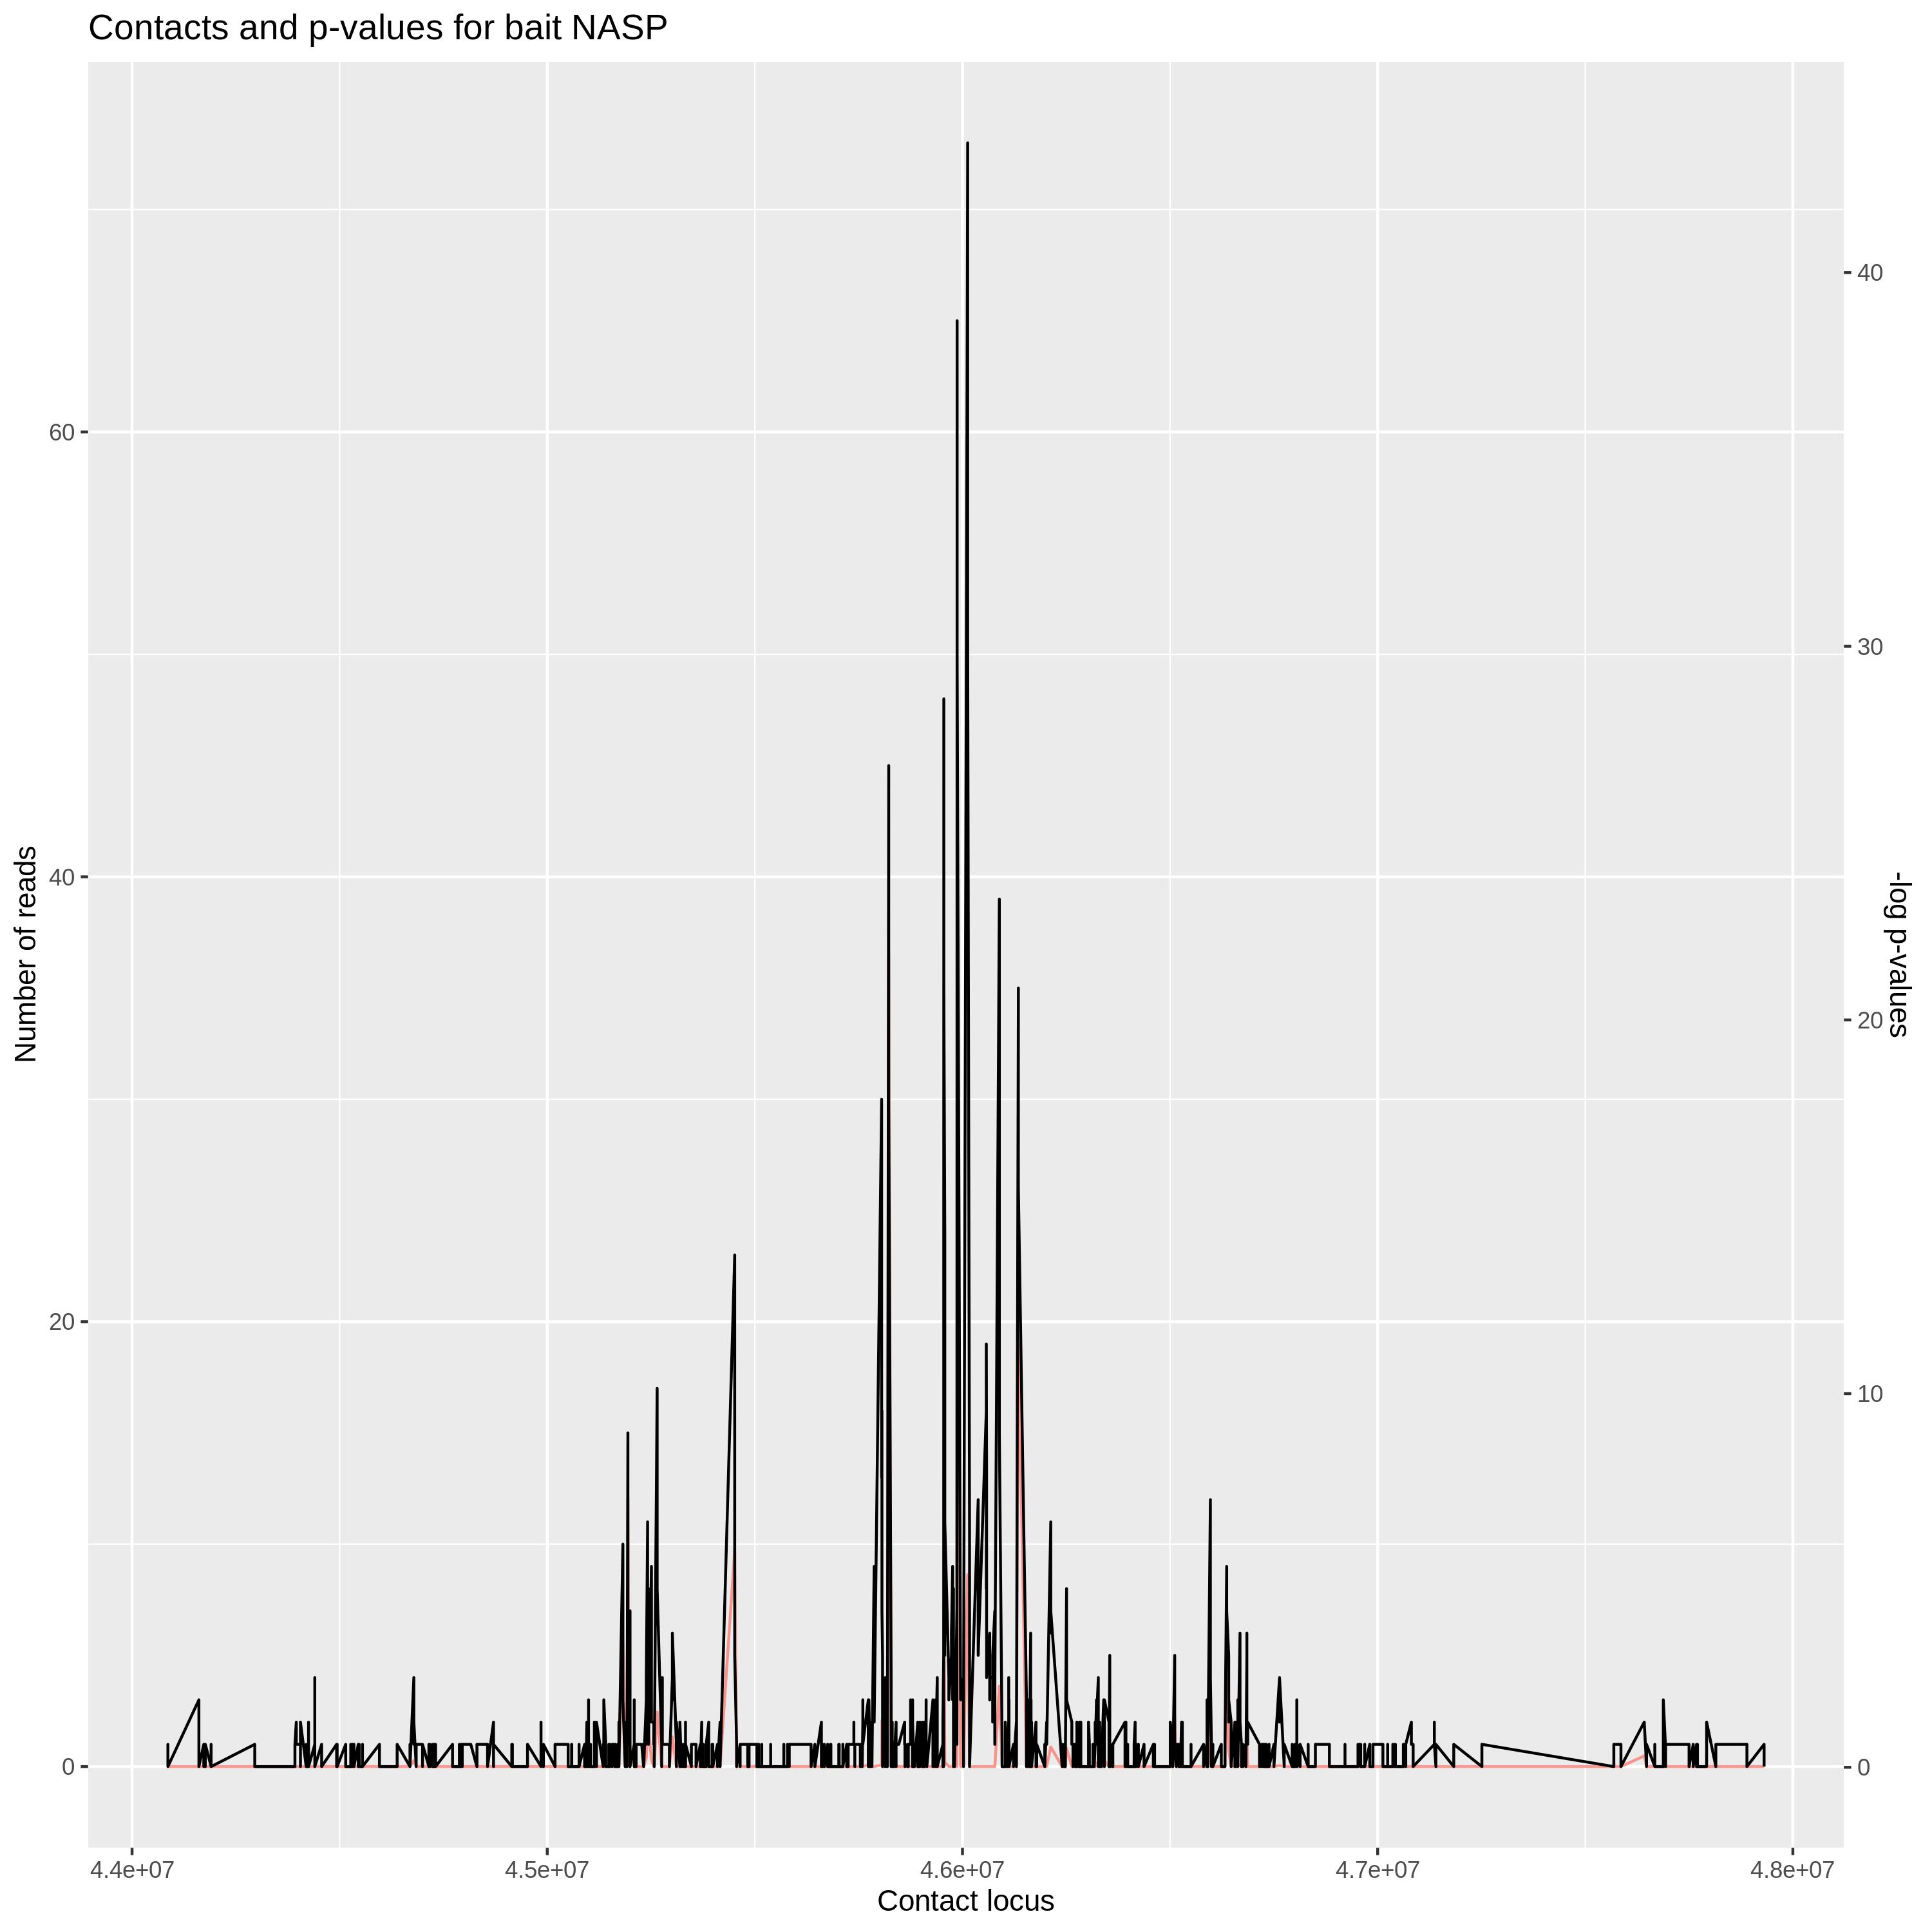 Contacts and p-values for bait NASP
Number of reads
60
40
20
0
40
30
20
10
0
-log p-values
4.4e+07
4.5e+07
4.6e+07
4.7e+07
4.8e+07
Contact locus